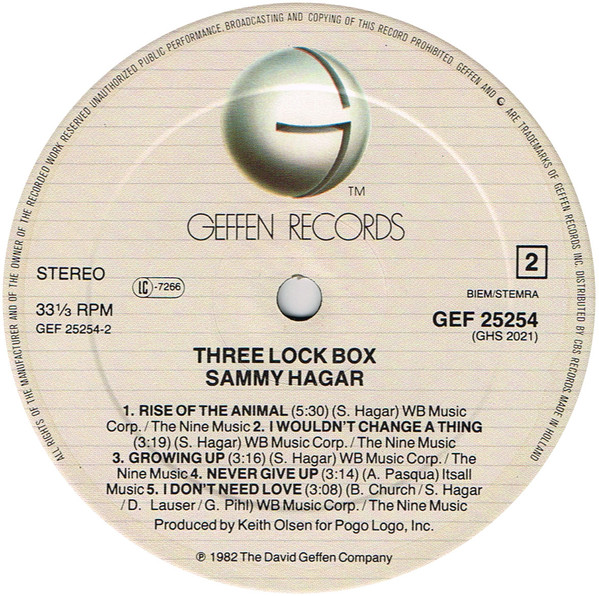 ALL RIGHTS OF THE MANUFACTURER AND OF THE OWNER OF THE RECORDED WORK RESERVED UNAUTHORIZED PUBLIC PERFORMANCE, BROADCASTING AND COPYING OF THIS RECORD PROHIBITED. GEFFEN AND G ARE TRADEMARKS OF GEFFEN RECORDS INC. DISTRIBUTED BY CBS RECORDS MADE IN HOLLAND
G
TM
GEFFEN RECORDS
STEREO
LC -7266
2
33⅓ RPM
BIEM/STEMRA
GEF 25254-2
GEF 25254
(GHS 2021)
THREE LOCK BOX
SAMMY HAGAR
1. RISE OF THE ANIMAL (5:30) (S. Hagar) WB Music
Corp. / The Nine Music 2. I WOULDN'T CHANGE A THING
(3:19) (S. Hagar) WB Music Corp. / The Nine Music
3. GROWING UP (3:16) (S. Hagar) WB Music Corp. / The
Nine Music 4. NEVER GIVE UP (3:14) (A. Pasqua) Itsall
Music 5. I DON'T NEED LOVE (3:08) (B. Church / S. Hagar
/ D. Lauser / G. Pihl) WB Music Corp. / The Nine Music
Produced by Keith Olsen for Pogo Logo, Inc.
℗ 1982 The David Geffen Company